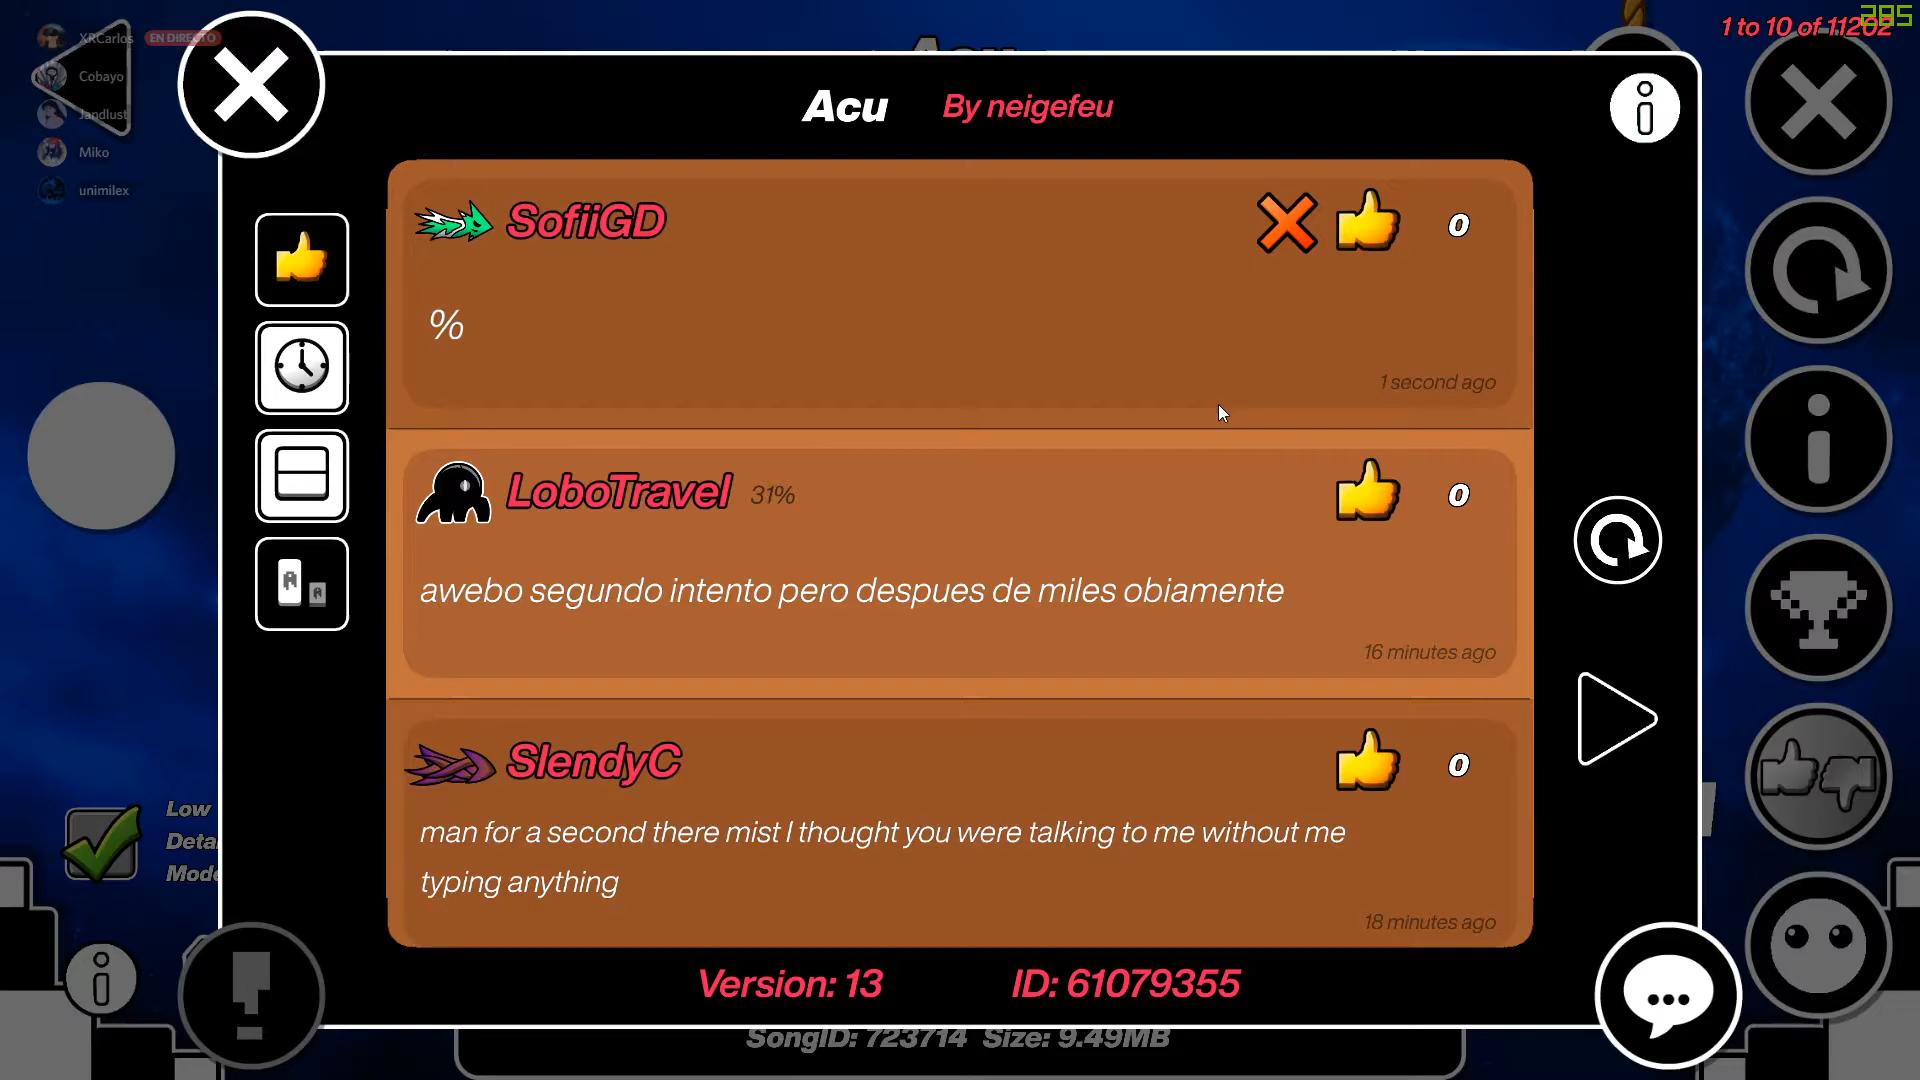 XRCarlos EN DIRECTO
Cobayo
Jandlust
Miko
unimilex
285
1 to 10 of 11202
Acu By neigefeu
SofiiGD 0
%
1 second ago
LoboTravel 31% 0
awebo segundo intento pero despues de miles obiamente
16 minutes ago
SlendyC 0
man for a second there mist I thought you were talking to me without me
typing anything
18 minutes ago
Low
Detail
Mode
Version: 13 ID: 61079355
SongID: 723714 Size: 9.49MB